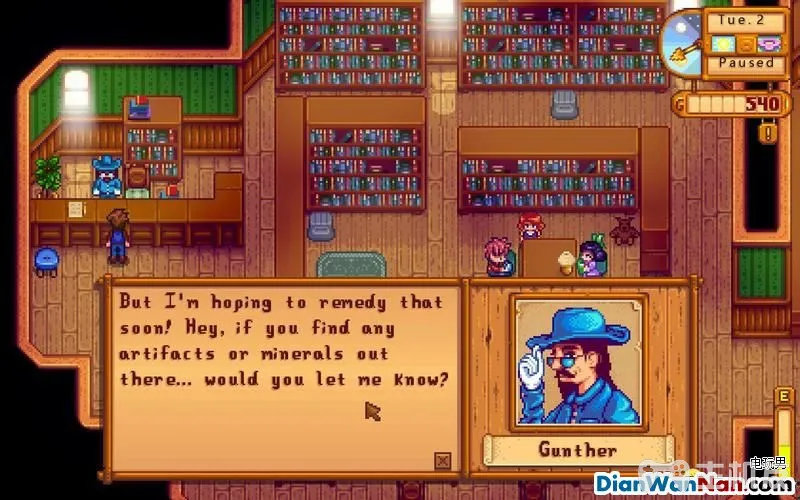 Tue. 2
Paused
G 540
!
But I'm hoping to remedy that
soon! Hey, if you find any
artifacts or minerals out
there... would you let me know?
Gunther
E
电玩男
DianWanNan.com